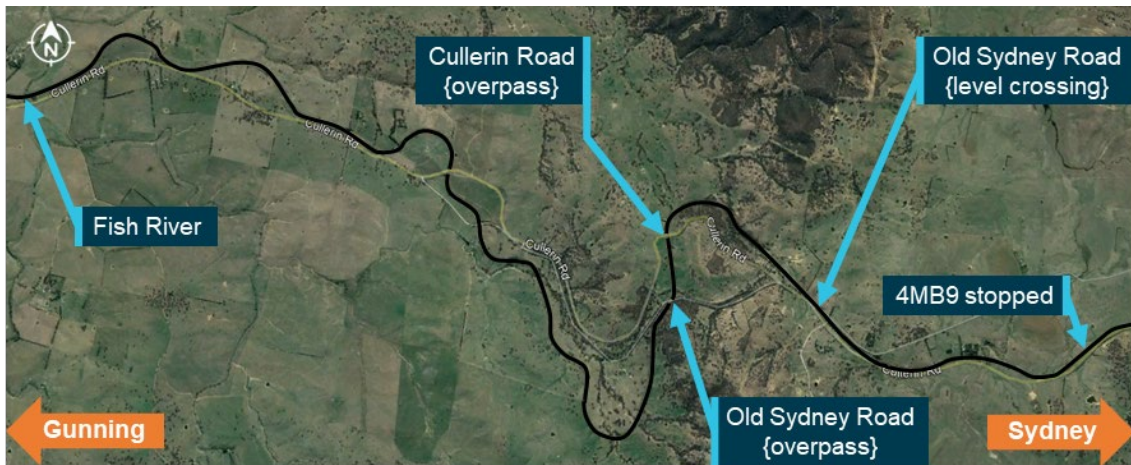 N
Cullerin Road
{overpass}
Old Sydney Road
{level crossing}
Cullerin Rd
Cullerin Rd
Fish River
Cullerin Rd
Cullerin Rd
4MB9 stopped
Cullerin Rd
Gunning
Old Sydney Road
{overpass}
Sydney